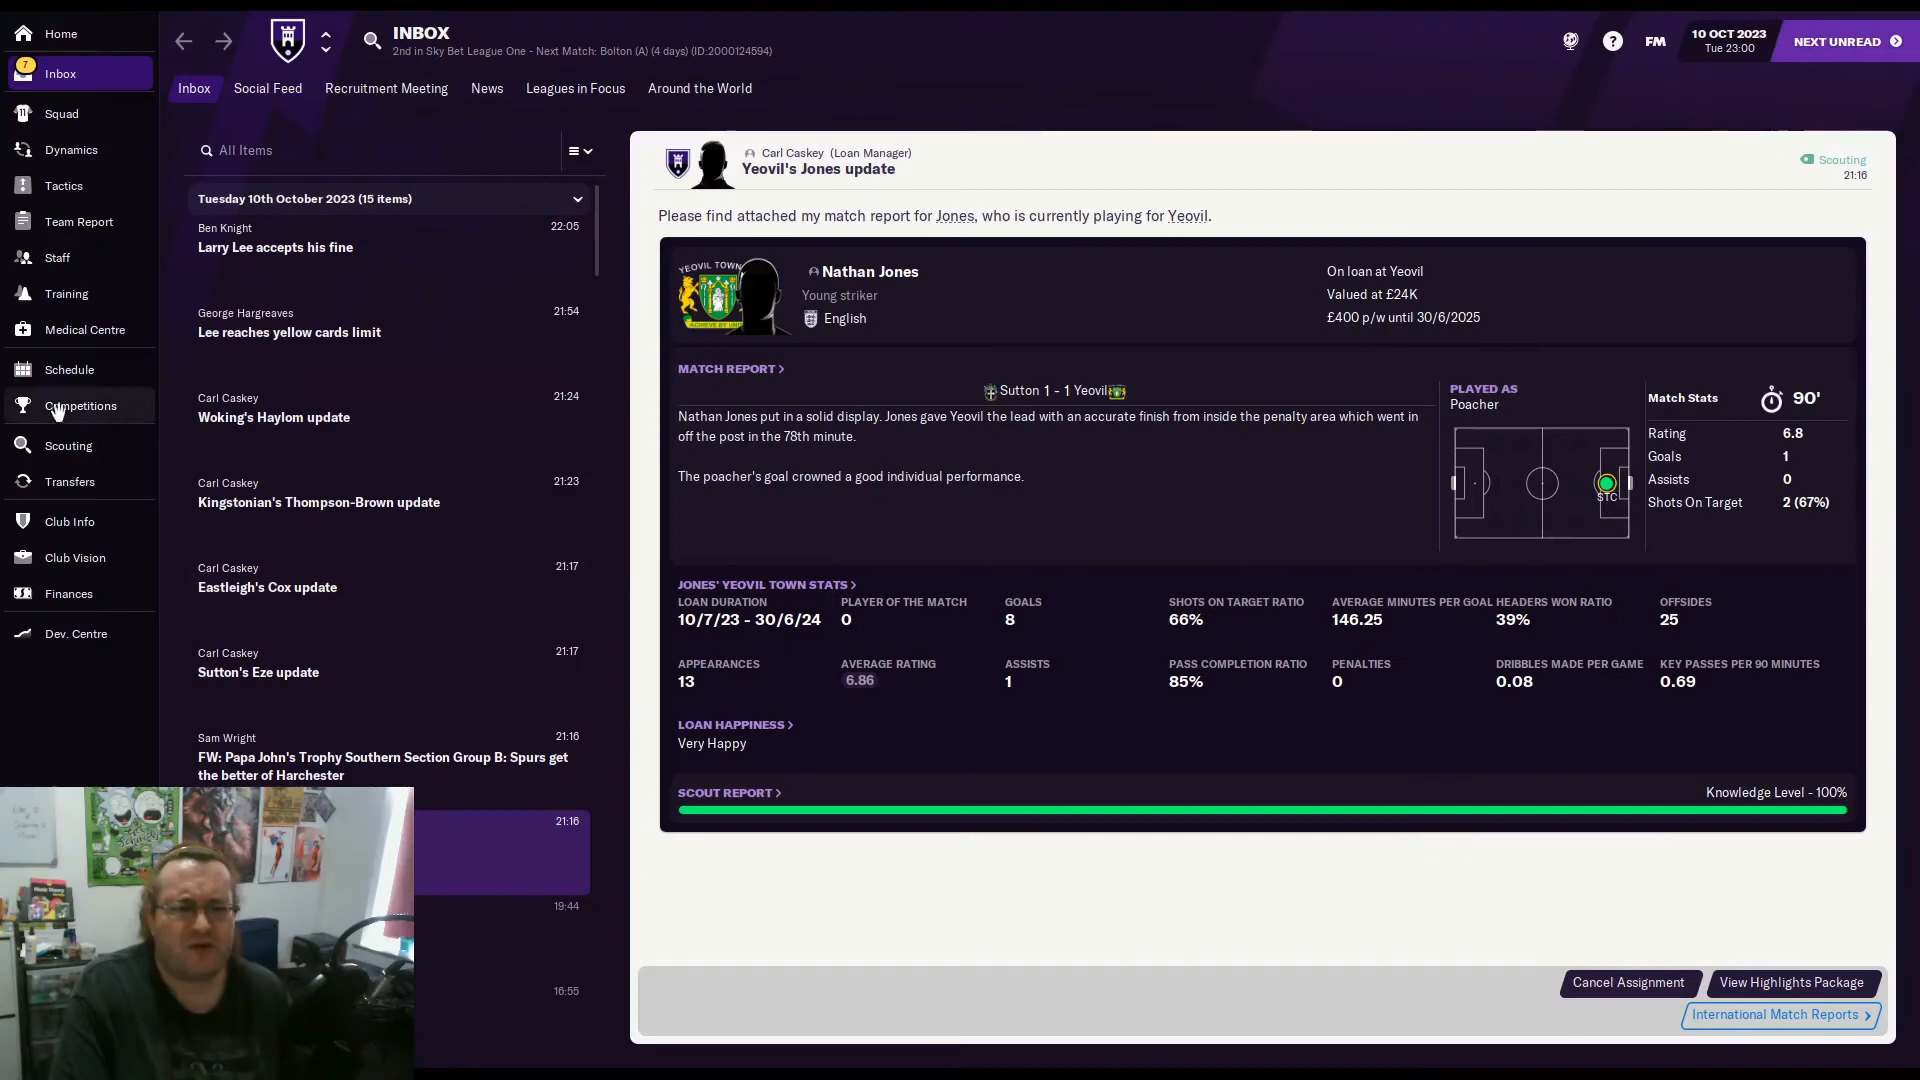 Home
7
Inbox
Squad
Dynamics
Tactics
Team Report
Staff
Training
Medical Centre
Schedule
Competitions
Scouting
Transfers
Club Info
Club Vision
Finances
Dev. Centre
INBOX
2nd in Sky Bet League One - Next Match: Bolton (A) (4 days) (ID:2000124594)
?
FM
10 OCT 2023
Tue 23:00
NEXT UNREAD
Inbox
Social Feed
Recruitment Meeting
News
Leagues in Focus
Around the World
All Items
Tuesday 10th October 2023 (15 items)
Ben Knight 22:05
Larry Lee accepts his fine
George Hargreaves 21:54
Lee reaches yellow cards limit
Carl Caskey 21:24
Woking's Haylom update
Carl Caskey 21:23
Kingstonian's Thompson-Brown update
Carl Caskey 21:17
Eastleigh's Cox update
Carl Caskey 21:17
Sutton's Eze update
Sam Wright 21:16
FW: Papa John's Trophy Southern Section Group B: Spurs get
the better of Harchester
21:16
19:44
16:55
Carl Caskey (Loan Manager)
Yeovil's Jones update
Scouting
21:16
Please find attached my match report for Jones, who is currently playing for Yeovil.
YEOVIL TOWN
Nathan Jones
Young striker
English
On loan at Yeovil
Valued at £24K
£400 p/w until 30/6/2025
MATCH REPORT >
Sutton 1 - 1 Yeovil
Nathan Jones put in a solid display. Jones gave Yeovil the lead with an accurate finish from inside the penalty area which went in
off the post in the 78th minute.
The poacher's goal crowned a good individual performance.
PLAYED AS
Poacher
STC
Match Stats 90'
Rating 6.8
Goals 1
Assists 0
Shots On Target 2 (67%)
JONES' YEOVIL TOWN STATS >
LOAN DURATION PLAYER OF THE MATCH GOALS SHOTS ON TARGET RATIO AVERAGE MINUTES PER GOAL HEADERS WON RATIO OFFSIDES
10/7/23 - 30/6/24 0 8 66% 146.25 39% 25
APPEARANCES AVERAGE RATING ASSISTS PASS COMPLETION RATIO PENALTIES DRIBBLES MADE PER GAME KEY PASSES PER 90 MINUTES
13 6.86 1 85% 0 0.08 0.69
LOAN HAPPINESS >
Very Happy
SCOUT REPORT > Knowledge Level - 100%
Cancel Assignment
View Highlights Package
International Match Reports >